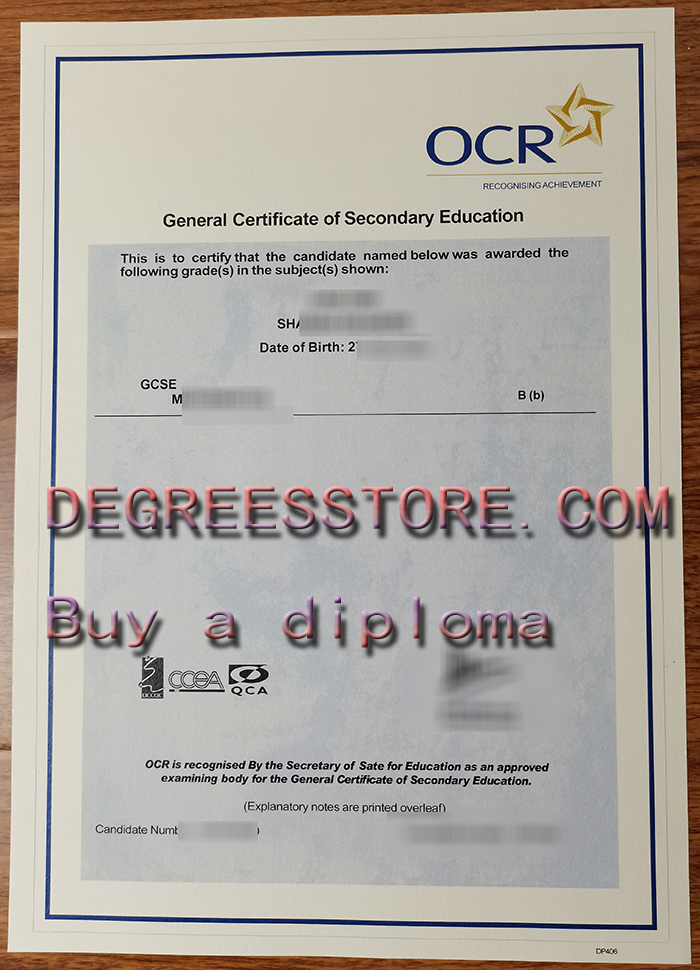 OCR
RECOGNISING ACHIEVEMENT
General Certificate of Secondary Education
This is to certify that the candidate named below was awarded the
following grade(s) in the subject(s) shown:
SHA
Date of Birth: 2
GCSE
M B (b)
DEGREESSTORE. COM
Buy a diploma
CCEA
QCA
OCR is recognised By the Secretary of Sate for Education as an approved
examining body for the General Certificate of Secondary Education.
(Explanatory notes are printed overleaf)
Candidate Numb
DP406